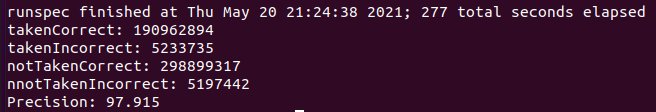 runspec finished at Thu May 20 21:24:38 2021; 277 total seconds elapsed
takenCorrect: 190962894
takenIncorrect: 5233735
notTakenCorrect: 298899317
nnotTakenIncorrect: 5197442
Precision: 97.915